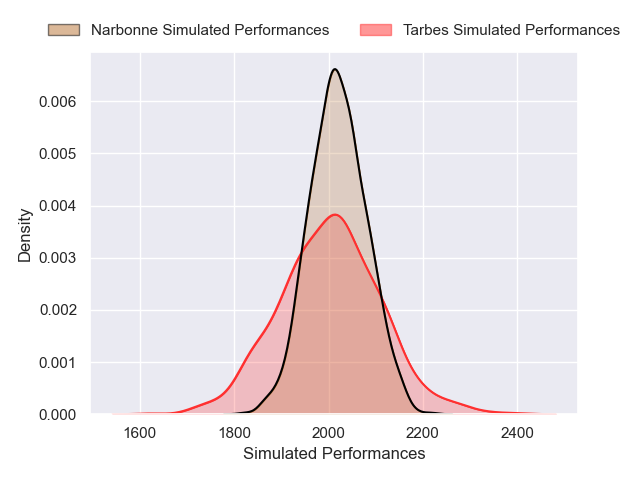 Narbonne Simulated Performances
Tarbes Simulated Performances
0.006
0.005
0.004
0.003
0.002
0.001
0.000
Density
1600 1800 2000 2200 2400
Simulated Performances